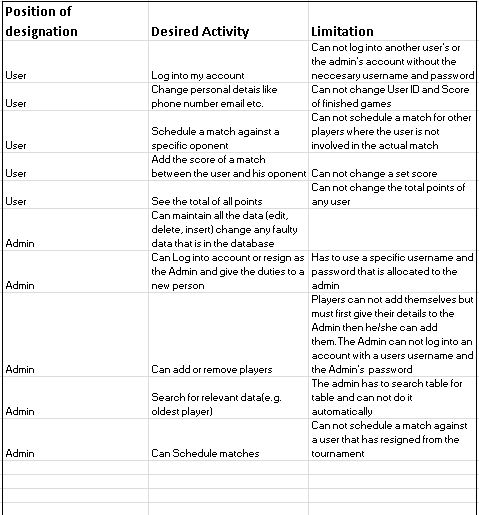 Position of designation Desired Activity Limitation
User Log into my account Can not log into another user's or the admin's account without the neccesary username and password
User Change personal detais like phone number email etc. Can not change User ID and Score of finished games
User Schedule a match against a specific oponent Can not schedule a match for other players where the user is not involved in the actual match
User Add the score of a match between the user and his oponent Can not change a set score
User See the total of all points Can not change the total points of any user
Admin Can maintain all the data (edit, delete, insert) change any faulty data that is in the database
Admin Can Log into account or resign as the Admin and give the duties to a new person Has to use a specific username and password that is allocated to the admin
Admin Can add or remove players Players can not add themselves but must first give their details to the Admin then he/she can add them. The Admin can not log into an account with a users username and the Admin's password
Admin Search for relevant data(e.g. oldest player) The admin has to search table for table and can not do it automatically
Admin Can Schedule matches Can not schedule a match against a user that has resigned from the tournament